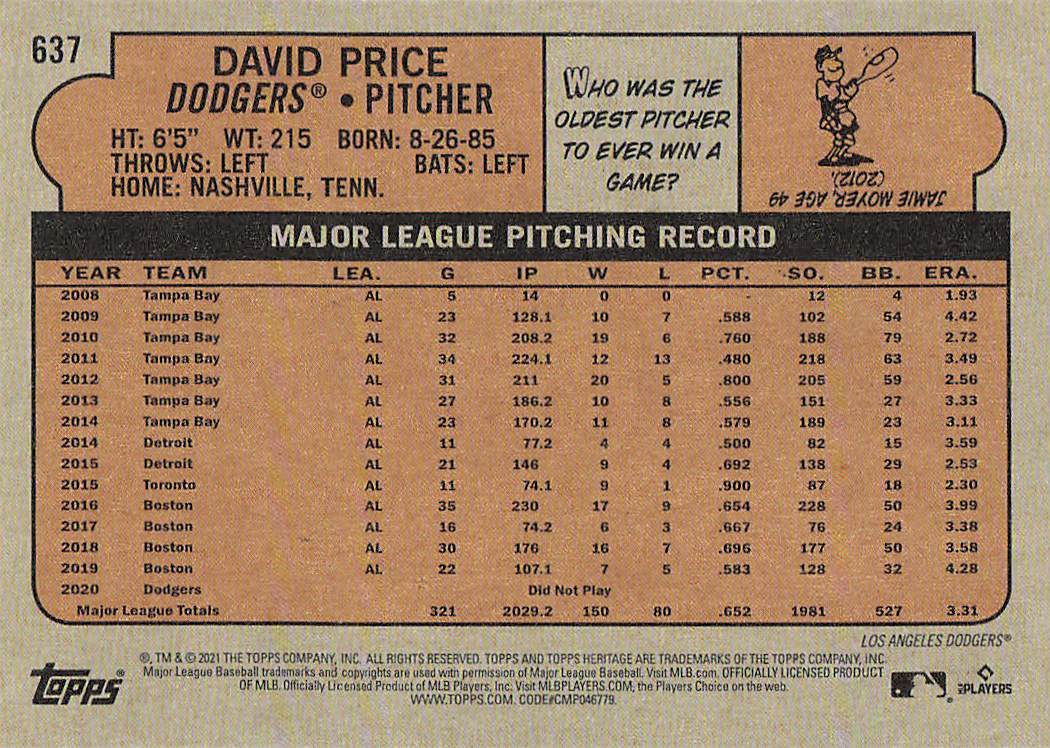 637
DAVID PRICE
DODGERS® • PITCHER
HT: 6'5" WT: 215 BORN: 8-26-85
THROWS: LEFT BATS: LEFT
HOME: NASHVILLE, TENN.
WHO WAS THE
OLDEST PITCHER
TO EVER WIN A
GAME?
JAMIE MOYER, AGE 49
(2012).
MAJOR LEAGUE PITCHING RECORD
YEAR TEAM LEA. G IP W L PCT. SO. BB. ERA.
2008 Tampa Bay AL 5 14 0 0 - 12 4 1.93
2009 Tampa Bay AL 23 128.1 10 7 .588 102 54 4.42
2010 Tampa Bay AL 32 208.2 19 6 .760 188 79 2.72
2011 Tampa Bay AL 34 224.1 12 13 .480 218 63 3.49
2012 Tampa Bay AL 31 211 20 5 .800 205 59 2.56
2013 Tampa Bay AL 27 186.2 10 8 .556 151 27 3.33
2014 Tampa Bay AL 23 170.2 11 8 .579 189 23 3.11
2014 Detroit AL 11 77.2 4 4 .500 82 15 3.59
2015 Detroit AL 21 146 9 4 .692 138 29 2.53
2015 Toronto AL 11 74.1 9 1 .900 87 18 2.30
2016 Boston AL 35 230 17 9 .654 228 50 3.99
2017 Boston AL 16 74.2 6 3 .667 76 24 3.38
2018 Boston AL 30 176 16 7 .696 177 50 3.58
2019 Boston AL 22 107.1 7 5 .583 128 32 4.28
2020 Dodgers Did Not Play
Major League Totals 321 2029.2 150 80 .652 1981 527 3.31
LOS ANGELES DODGERS®
®, TM & © 2021 THE TOPPS COMPANY, INC. ALL RIGHTS RESERVED. TOPPS AND TOPPS HERITAGE ARE TRADEMARKS OF THE TOPPS COMPANY, INC.
Major League Baseball trademarks and copyrights are used with permission of Major League Baseball. Visit MLB.com. OFFICIALLY LICENSED PRODUCT
OF MLB. Officially Licensed Product of MLB Players, Inc. Visit MLBPLAYERS.COM, the Players Choice on the web.
WWW.TOPPS.COM. CODE#CMP046779.
topps®
MLB PLAYERS